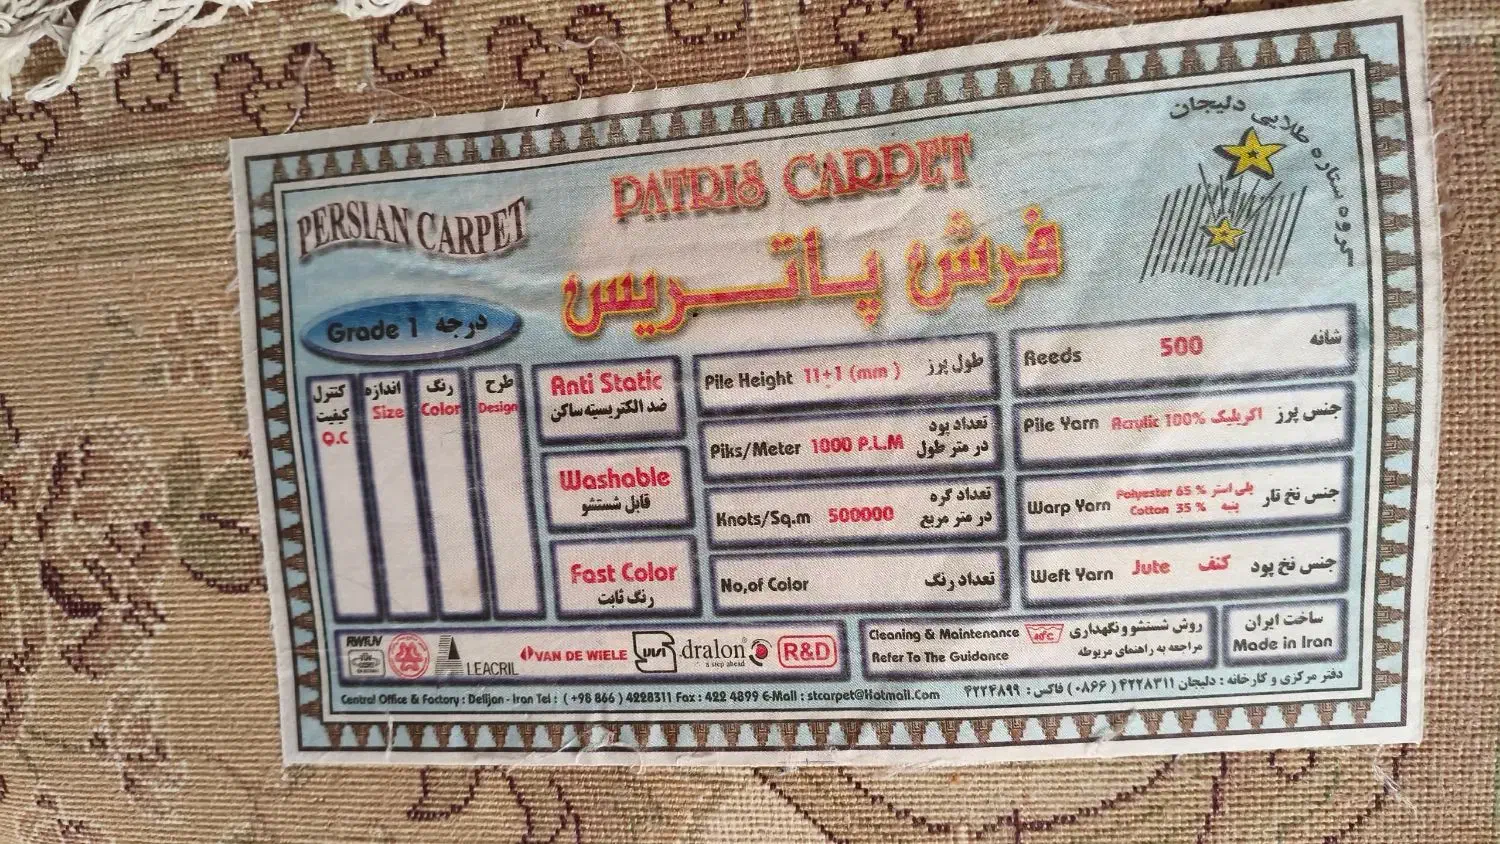 گروه ستاره طلایی دلیجان
PATRIS CARPET
PERSIAN CARPET
فرش پاتریس
Grade 1 درجه
کنترل کیفیت
Q.C
اندازه
Size
رنگ
Color
طرح
Design
Anti Static
ضد الکتریسیته ساکن
Washable
قابل شستشو
Fast Color
رنگ ثابت
Pile Height 11±1 (mm) طول پرز
Piks/Meter 1000 P.L.M تعداد پود در متر طول
Knots/Sq.m 500000 تعداد گره در متر مربع
No,of Color تعداد رنگ
Reeds 500 شانه
Pile Yarn Acrylic 100% اکریلیک جنس پرز
Warp Yarn Polyester 65 % پلی استر جنس نخ تار
Cotton 35 % پنبه
Weft Yarn Jute کنف جنس نخ پود
RWTUV
LEACRIL
VAN DE WIELE
dralon®
a step ahead
R&D
Cleaning & Maintenance 40°C روش شستشو و نگهداری
Refer To The Guidance مراجعه به راهنمای مربوطه
ساخت ایران
Made in Iran
Central Office & Factory : Delijan - Iran Tel : ( +98 866 ) 4228311 Fax : 422 4899 E-Mail : stcarpet@Hotmail.Com
دفتر مرکزی و کارخانه : دلیجان ۴۲۲۸۳۱۱ ( ۰۸۶۶ ) فاکس : ۴۲۲۴۸۹۹